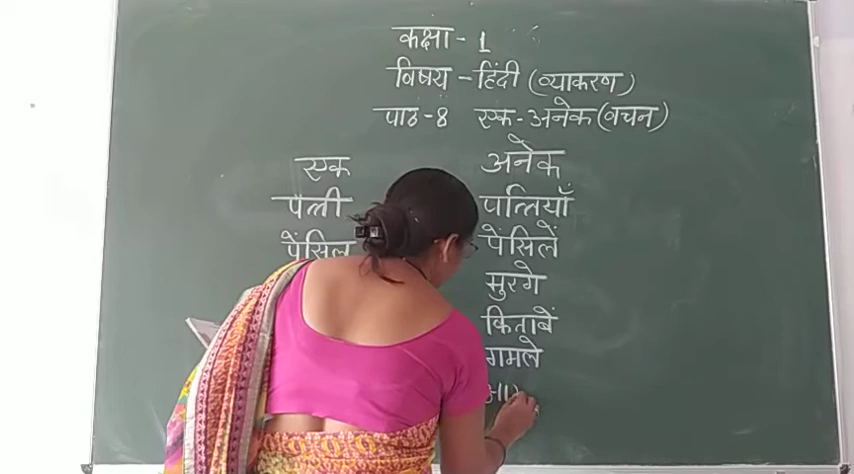 कक्षा - 1
विषय - हिंदी (व्याकरण)
पाठ - 8 एक - अनेक (वचन)
एक अनेक
पत्ती पत्तियाँ
पेंसिल पेंसिलें
मुरगे
किताबें
गमले